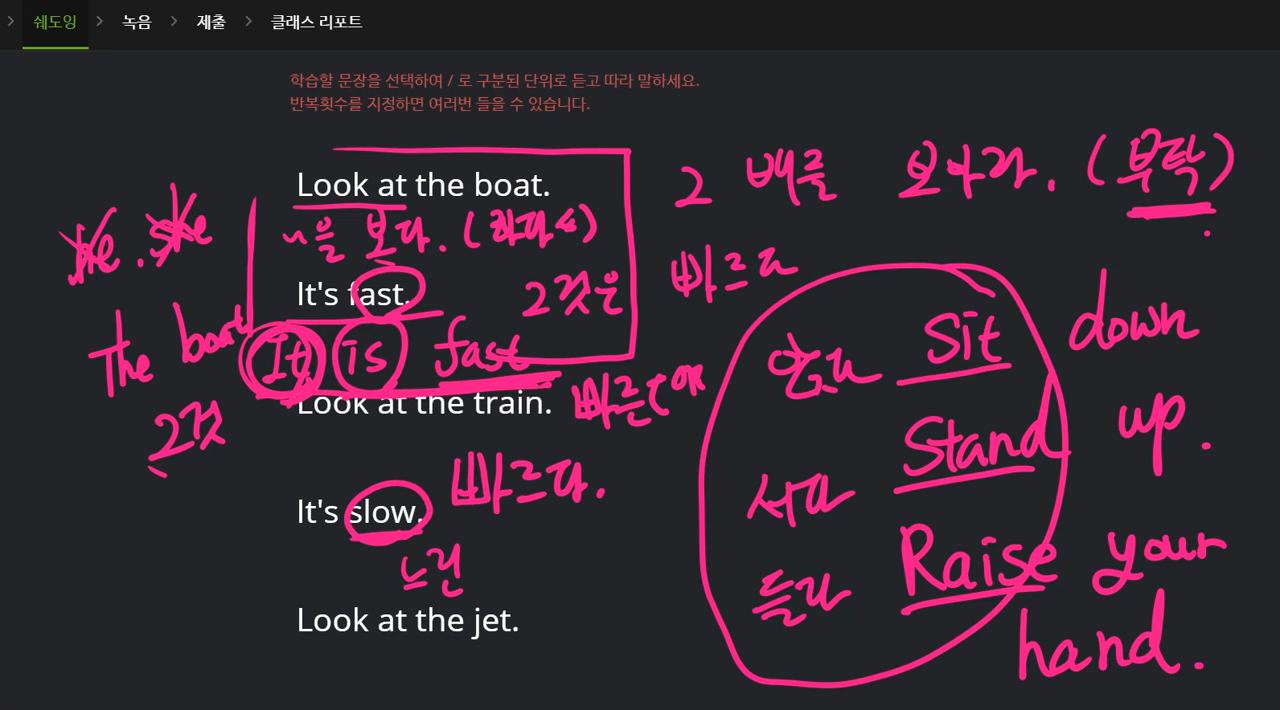 쉐도잉 녹음 제출 클래스 리포트
학습할 문장을 선택하여 / 로 구분된 단위로 듣고 따라 말하세요.
반복횟수를 지정하면 여러번 들을 수 있습니다.
Look at the boat.
그 배를 보아라. (부탁)
he. she
~을 보다.
It's fast.
그것은 빠르다
The boat It is fast
그것
Look at the train.
빠른
It's slow.
빠르다.
느린
Look at the jet.
앉다 Sit down
서다 Stand up.
들다 Raise your
hand.